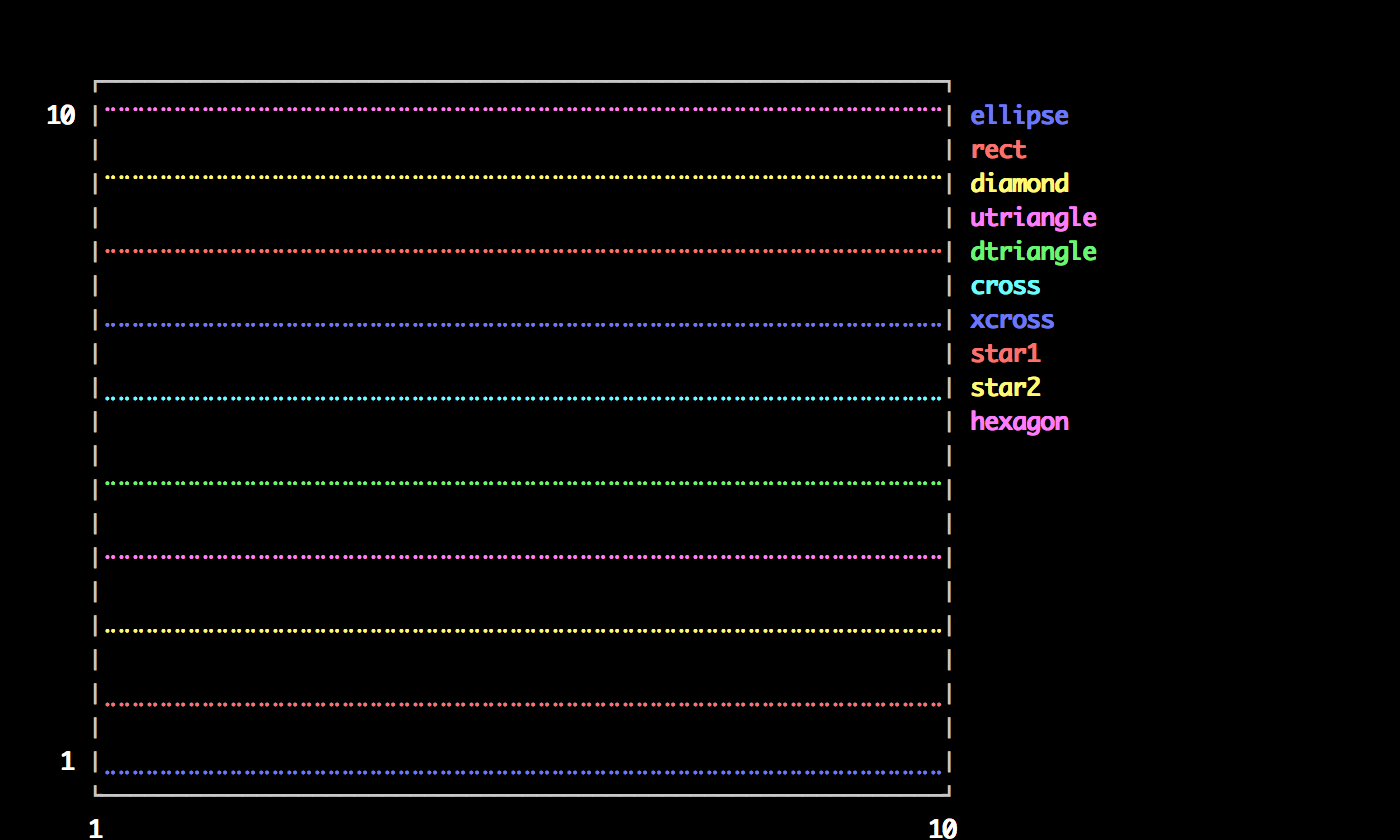 10 ellipse
rect
diamond
utriangle
dtriangle
cross
xcross
star1
star2
hexagon
1
1 10